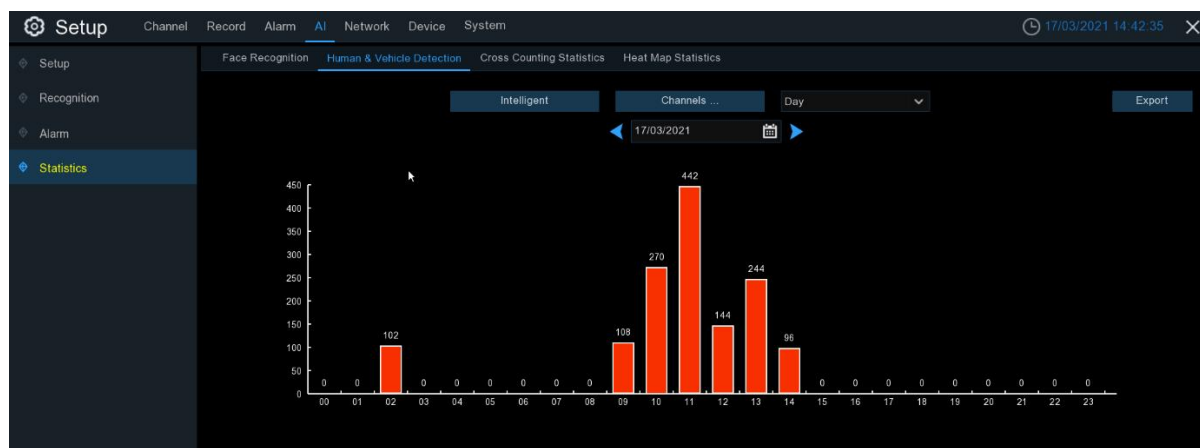 Setup Channel Record Alarm AI Network Device System 17/03/2021 14:42:35
Setup
Recognition
Alarm
Statistics
Face Recognition Human & Vehicle Detection Cross Counting Statistics Heat Map Statistics
Intelligent Channels ... Day Export
17/03/2021
442
450
400
350
300
270
250
244
200
150
144
108
102
100
96
50
0 0 0 0 0 0 0 0 0 0 0 0 0 0 0 0 0
0
00 01 02 03 04 05 06 07 08 09 10 11 12 13 14 15 16 17 18 19 20 21 22 23